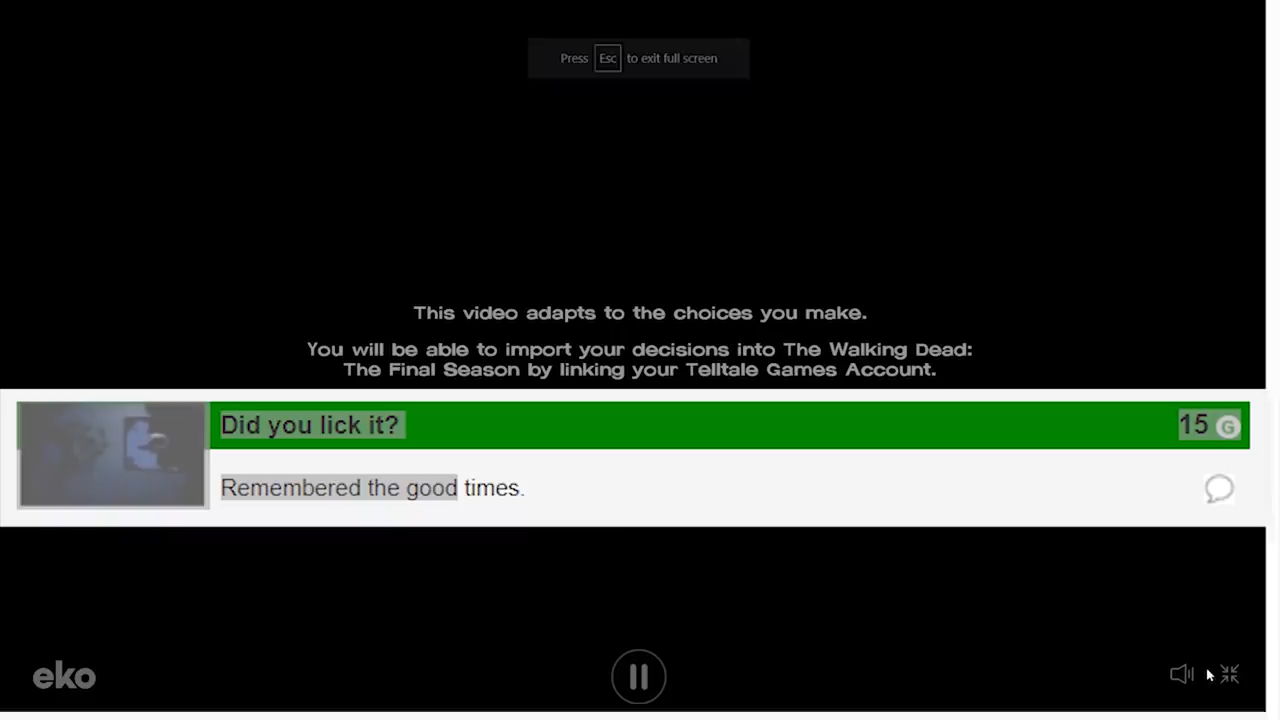 Press Esc to exit full screen
This video adapts to the choices you make.
You will be able to import your decisions into The Walking Dead:
The Final Season by linking your Telltale Games Account.
Did you lick it? 15 G
Remembered the good times.
eko